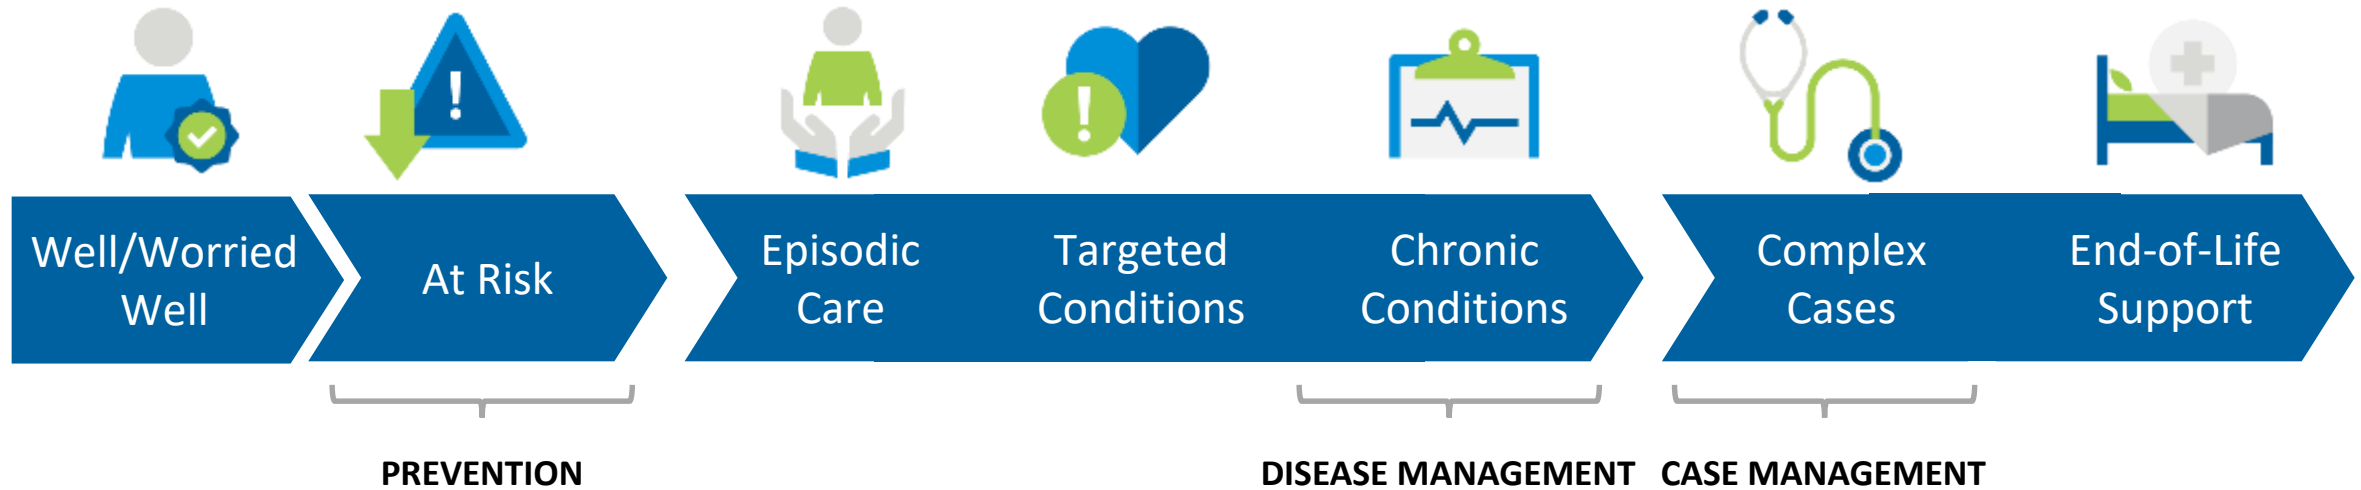 Well/Worried
Well
At Risk
Episodic
Care
Targeted
Conditions
Chronic
Conditions
Complex
Cases
End-of-Life
Support
PREVENTION
DISEASE MANAGEMENT
CASE MANAGEMENT